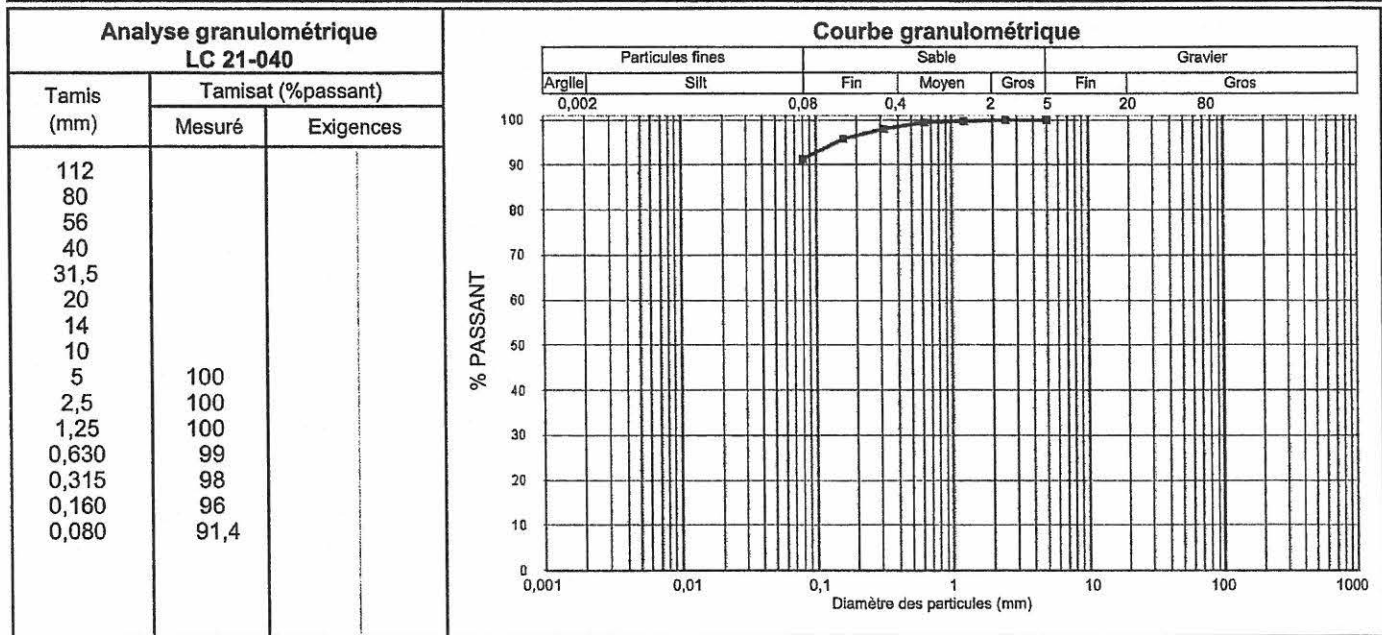 Analyse granulométrique
LC 21-040
Tamis
(mm)
Tamisat (%passant)
Mesuré Exigences
112
80
56
40
31,5
20
14
10
5 100
2,5 100
1,25 100
0,630 99
0,315 98
0,160 96
0,080 91,4
Courbe granulométrique
Particules fines Sable Gravier
Argile Silt Fin Moyen Gros Fin Gros
0,002 0,08 0,4 2 5 20 80
% PASSANT
100
90
80
70
60
50
40
30
20
10
0
0,001 0,01 0,1 1 10 100 1000
Diamètre des particules (mm)